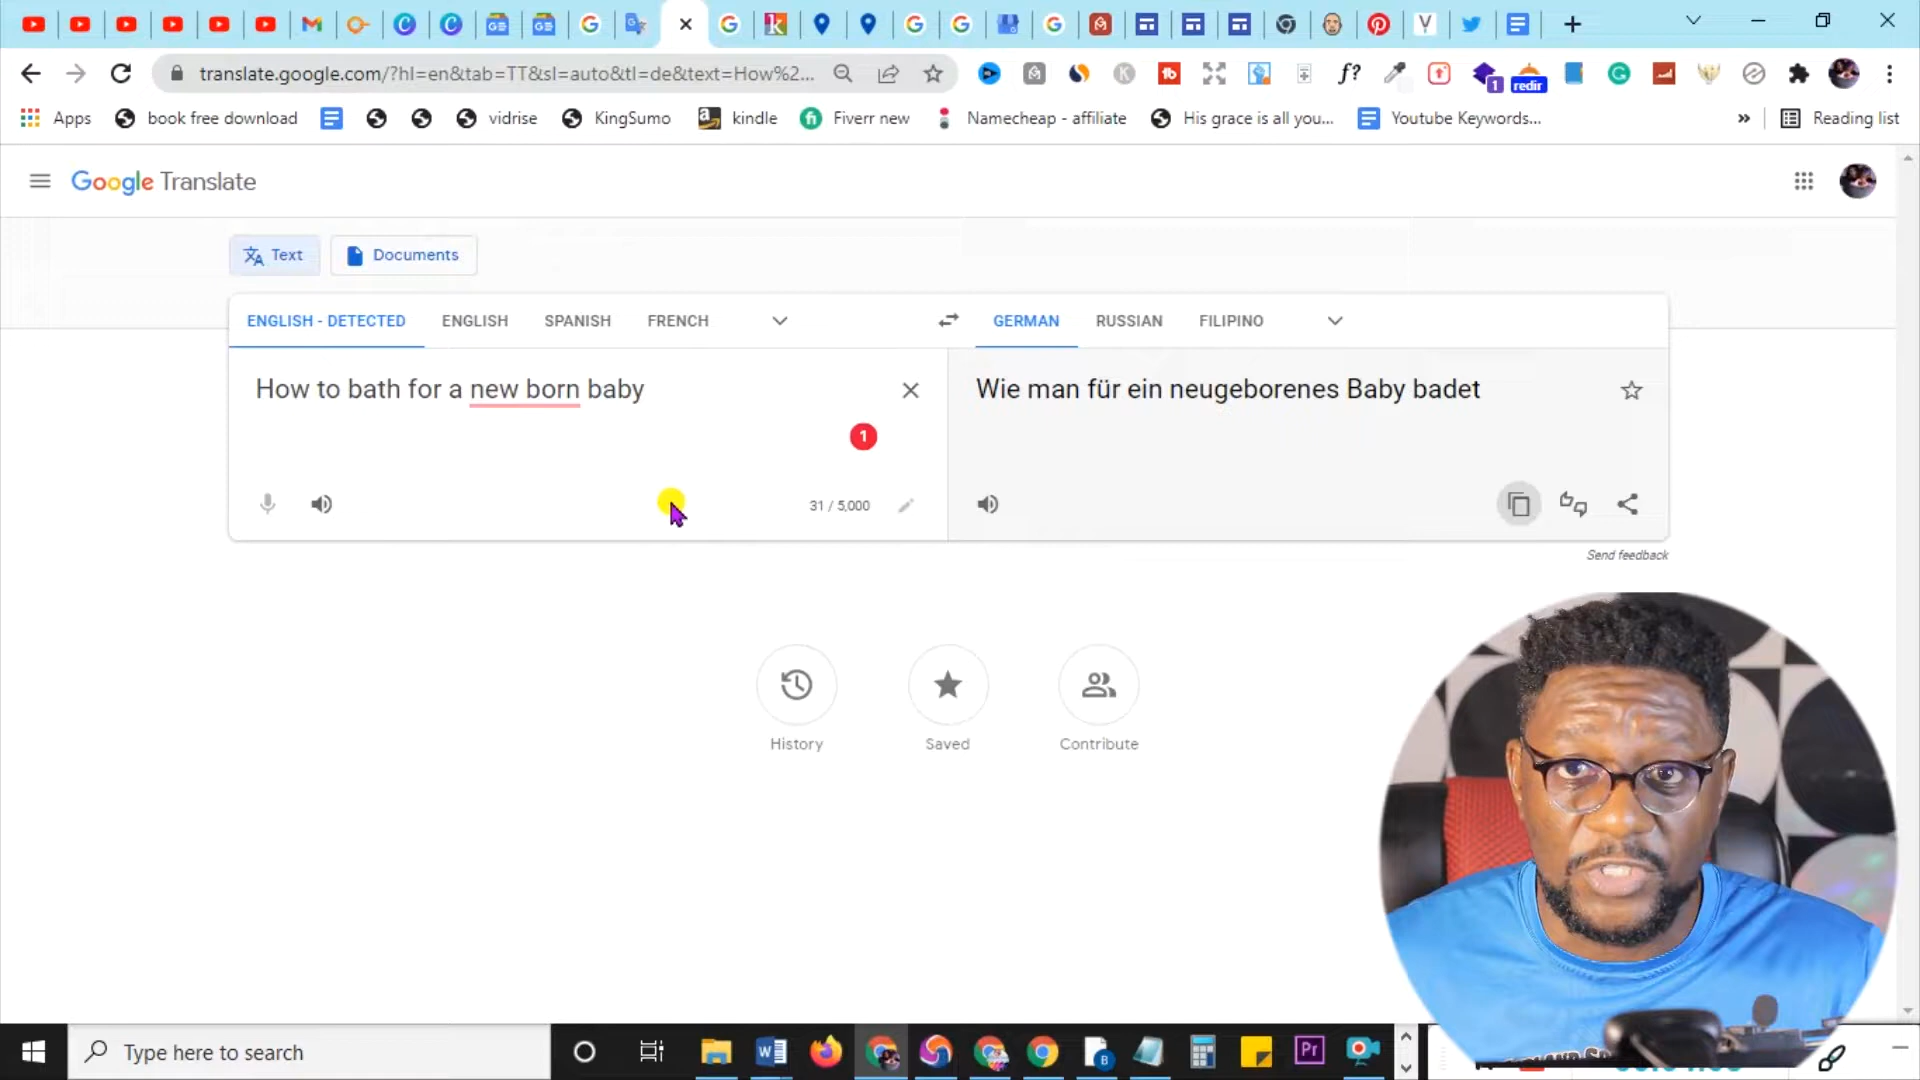 translate.google.com/?hl=en&tab=TT&sl=auto&tl=de&text=How%2...
f?
1
redir
Apps
book free download
vidrise
KingSumo
kindle
Fiverr new
Namecheap - affiliate
His grace is all you...
Youtube Keywords...
»
Reading list
Google Translate
Text
Documents
ENGLISH - DETECTED
ENGLISH
SPANISH
FRENCH
GERMAN
RUSSIAN
FILIPINO
How to bath for a new born baby
Wie man für ein neugeborenes Baby badet
1
31 / 5,000
Send feedback
History
Saved
Contribute
Type here to search
Pr